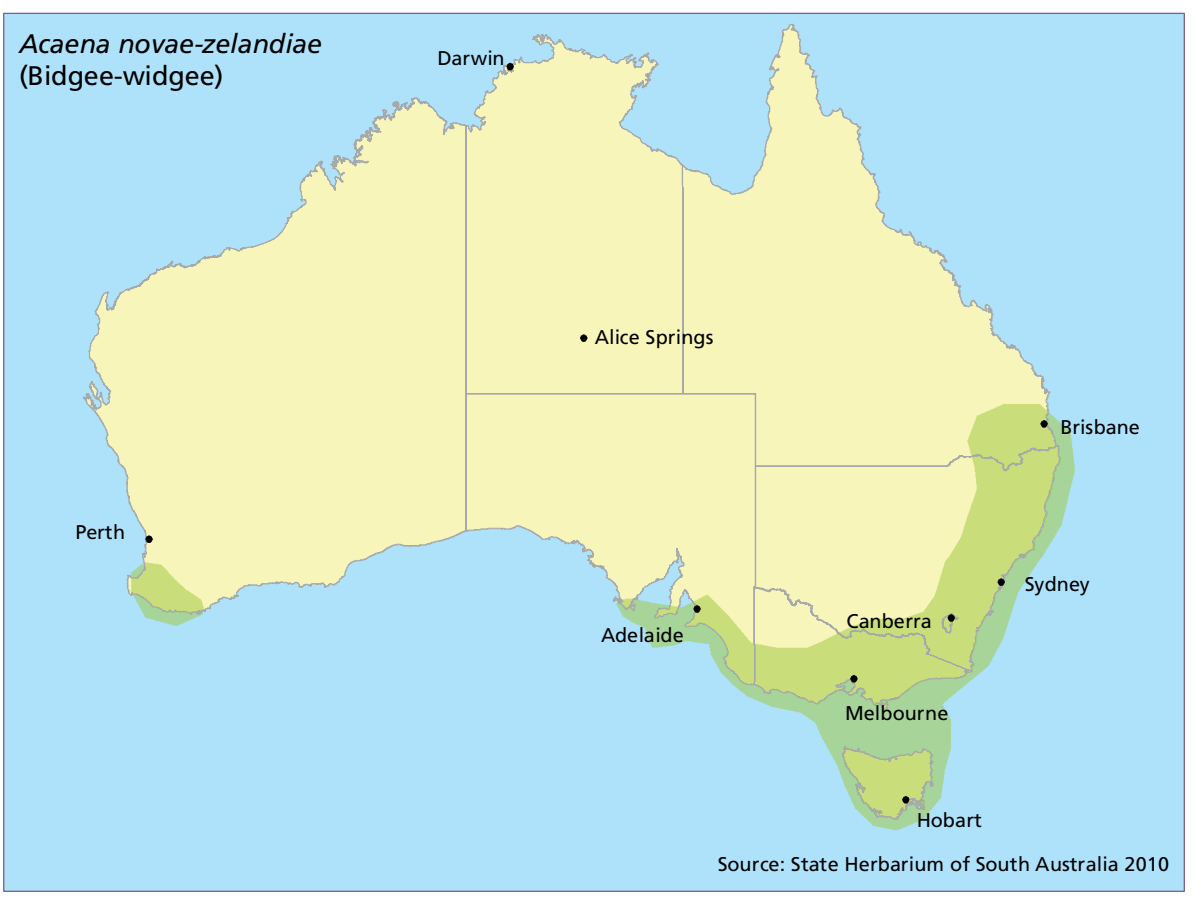 Acaena novae-zelandiae
(Bidgee-widgee)
Darwin
Alice Springs
Brisbane
Perth
Sydney
Canberra
Adelaide
Melbourne
Hobart
Source: State Herbarium of South Australia 2010